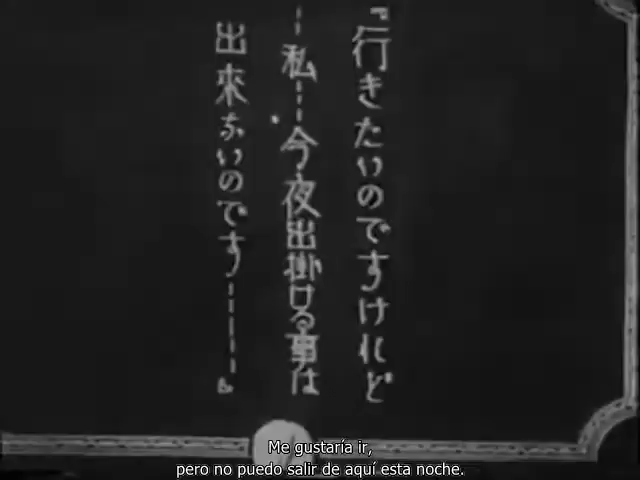 『行きたいのですけれど
――私……今夜出掛ける事は
出來ないのです―――――』
Me gustaría ir,
pero no puedo salir de aquí esta noche.